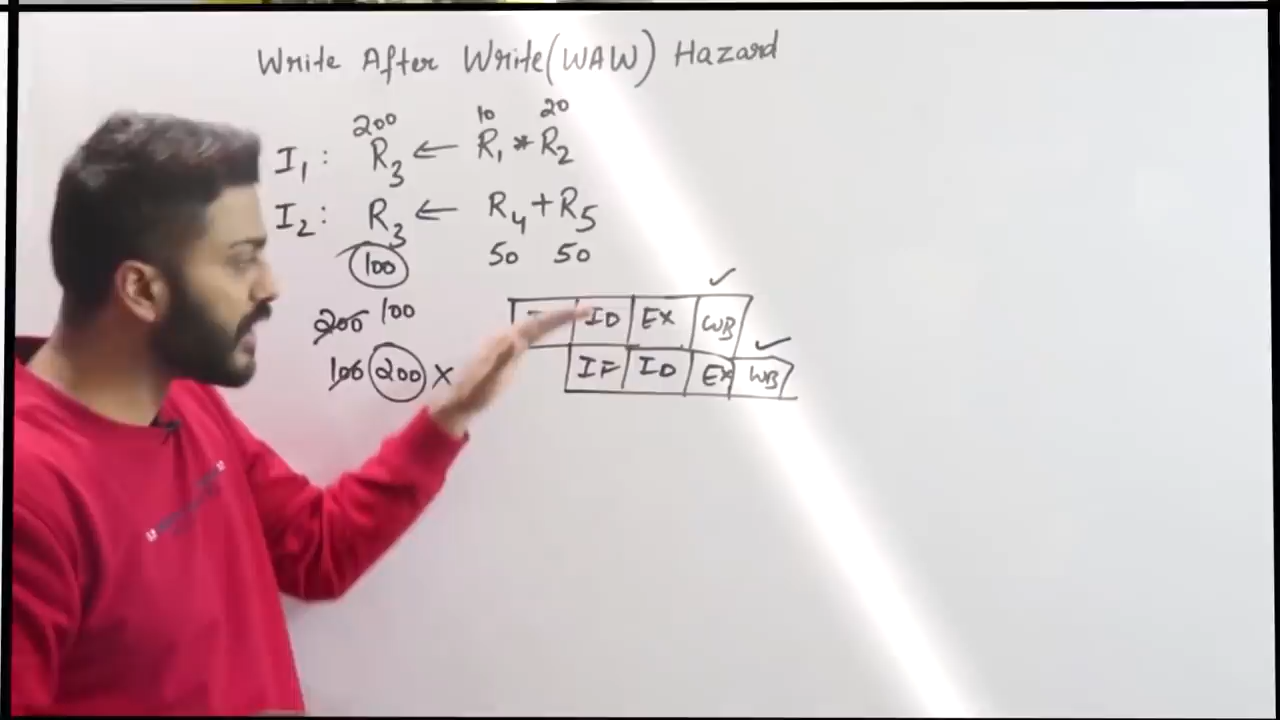 Write After Write (WAW) Hazard
200 10 20
I1 : R3 ← R1 * R2
I2 : R3 ← R4 + R5
100 50 50
200 100
100 200 ×
ID EX WB
IF ID EX WB